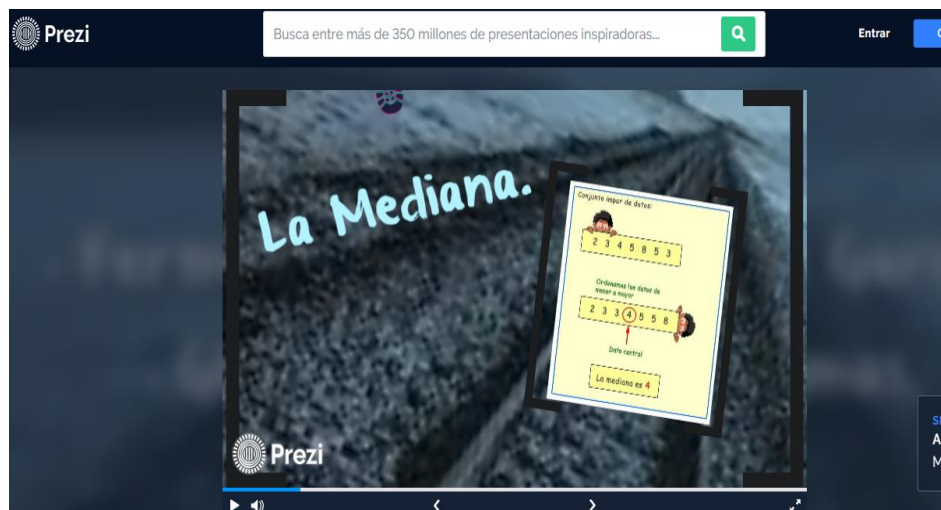 Prezi
Busca entre más de 350 millones de presentaciones inspiradoras...
Entrar
La Mediana.
Conjunto impar de datos:
2 3 4 5 8 5 3
Ordenamos los datos de
menor a mayor
2 3 3 4 5 5 8
Dato central
La mediana es 4
Prezi